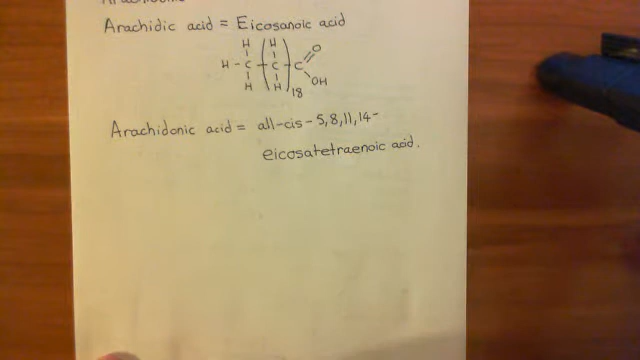 Arachidic acid = Eicosanoic acid
H H O
H - C - C - C
H H OH
18
Arachidonic acid = all-cis-5,8,11,14-
eicosatetraenoic acid.